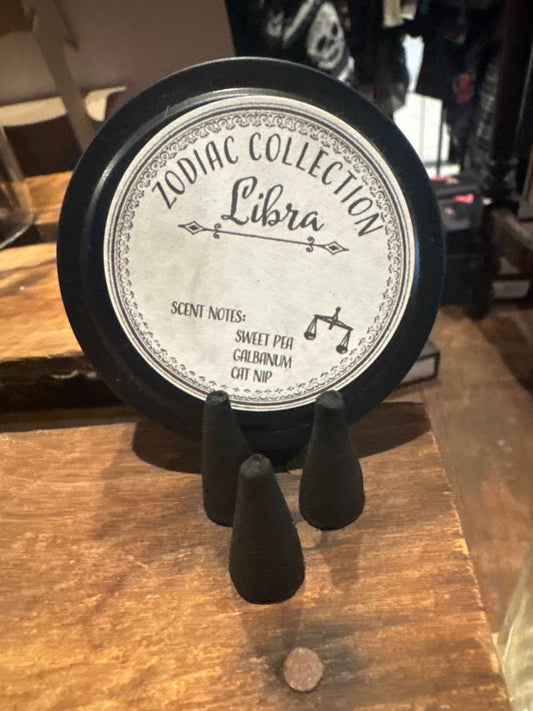 ZODIAC COLLECTION
Libra
SCENT NOTES:
SWEET PEA
GALBANUM
CAT NIP